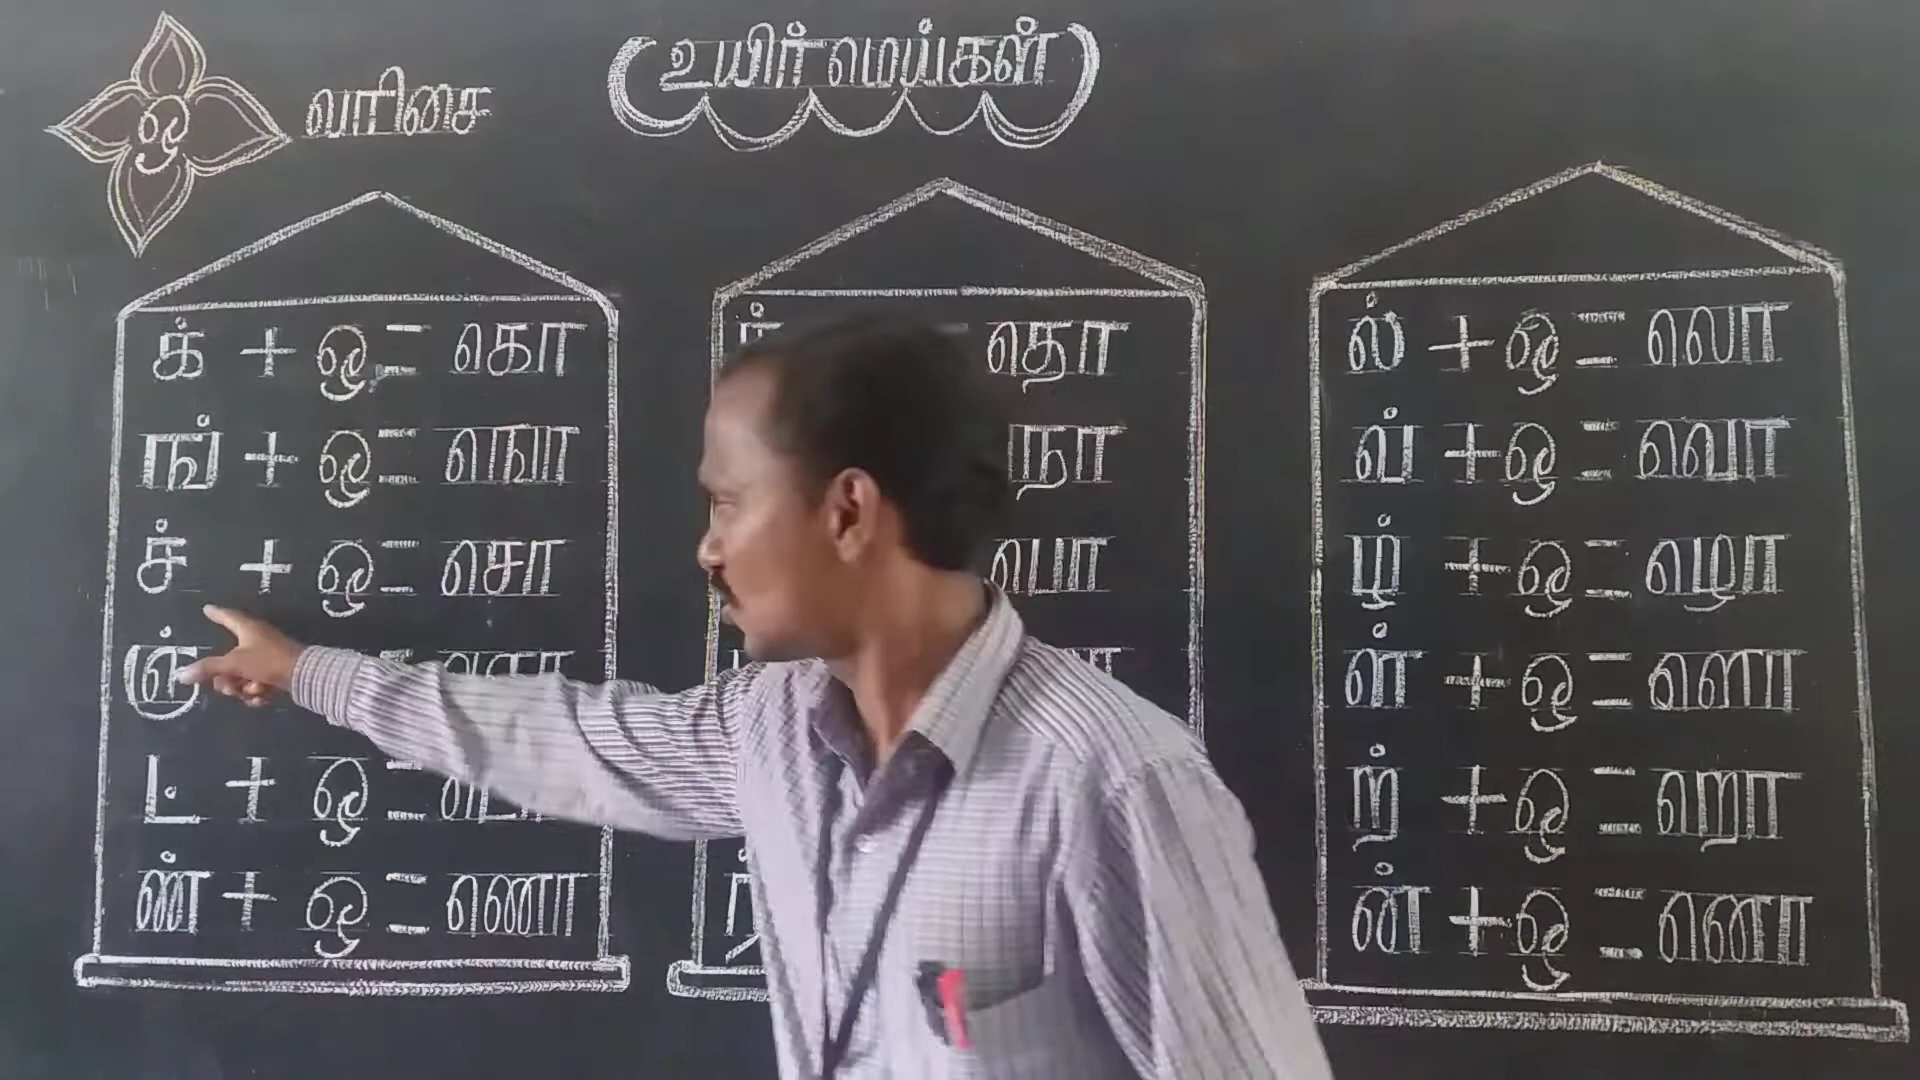 உயிர் மெய்கள்
ஒ வரிசை
க் + ஒ = கொ
ங் + ஒ = ஙொ
ச் + ஒ = சொ
ஞ்
ட் + ஒ =
ண் + ஒ = ணொ
தொ
நொ
பொ
ல் + ஒ = லொ
வ் + ஒ = வொ
ழ் + ஒ = ழொ
ள் + ஒ = ளொ
ற் + ஒ = றொ
ன் + ஒ = னொ